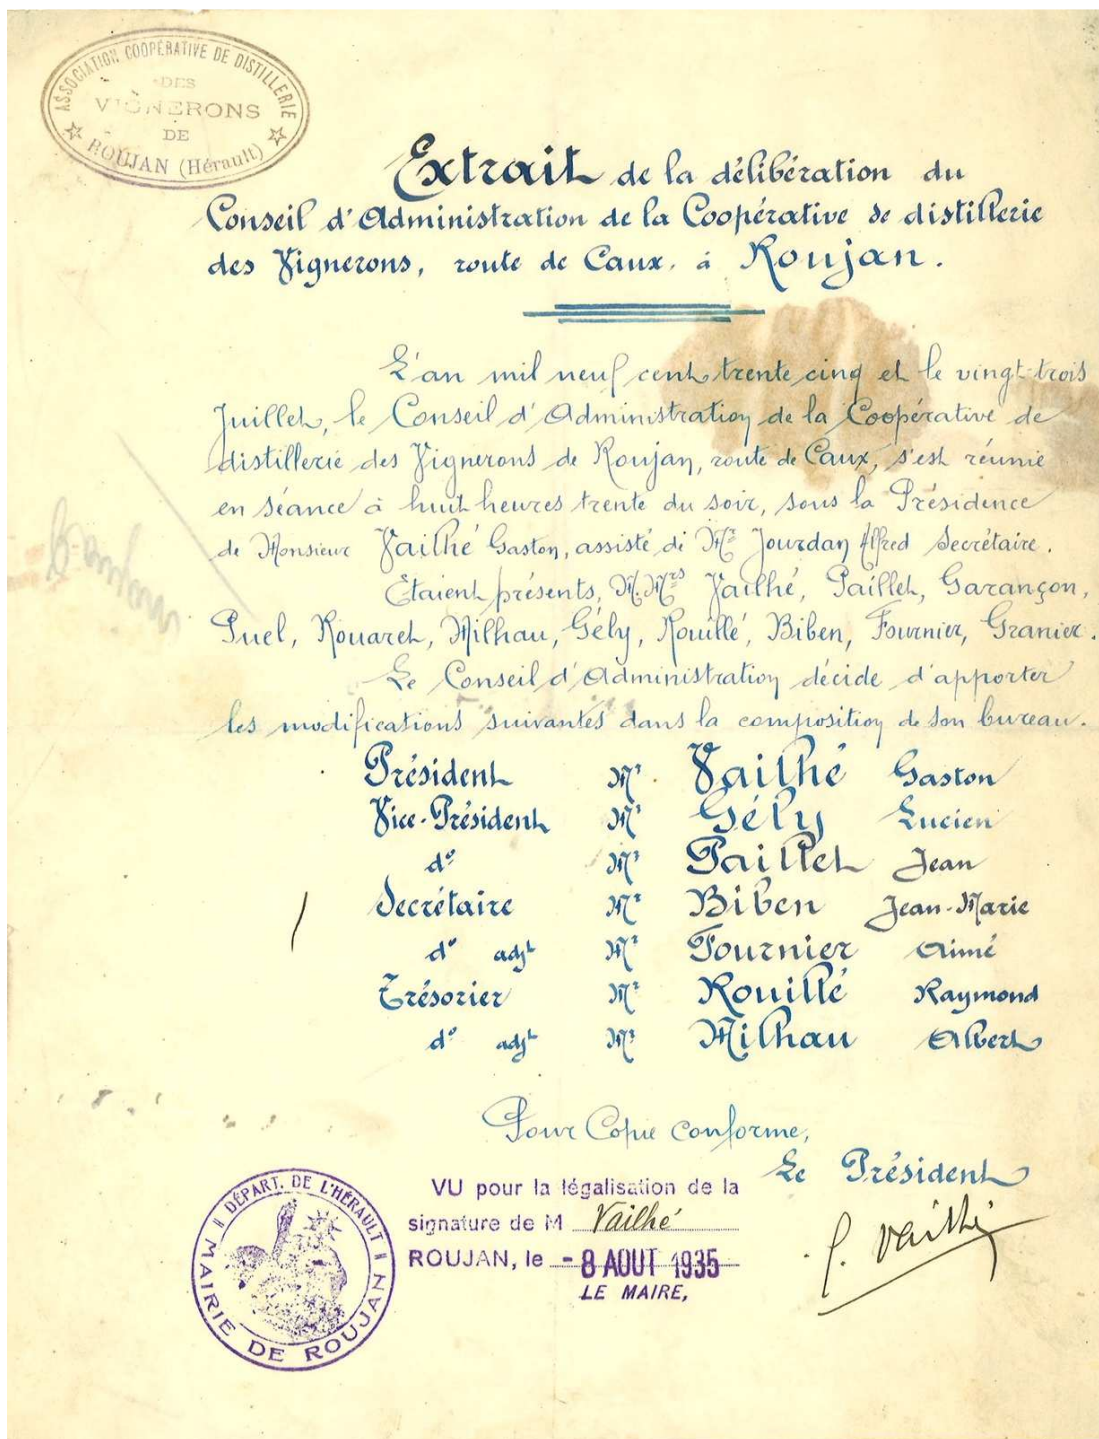 ASSOCIATION COOPÉRATIVE DE DISTILLERIE
DES
VIGNERONS
DE
ROUJAN (Hérault)
Extrait de la délibération du
Conseil d'Administration de la Coopérative de distillerie
des Vignerons, route de Caux, à Roujan.
L'an mil neuf cent trente cinq et le vingt-trois
Juillet, le Conseil d'Administration de la Coopérative de
distillerie des Vignerons de Roujan, route de Caux, s'est réunie
en séance à huit heures trente du soir, sous la Présidence
de Monsieur Vailhé Gaston, assisté de Mr Jourdan Alfred Secrétaire.
Etaient présents, M.Mrs Vailhé, Paillet, Garançon,
Puel, Rouaret, Milhau, Gély, Rouillé, Biben, Fournier, Granier.
Le Conseil d'Administration décide d'apporter
les modifications suivantes dans la composition de son bureau.
Président Mr Vailhé Gaston
Vice-Président Mr Gély Lucien
do Mr Paillet Jean
Secrétaire Mr Biben Jean-Marie
do adjt Mr Fournier Aimé
Trésorier Mr Rouillé Raymond
do adjt Mr Milhau Albert
Pour Copie conforme,
Le Président
VU pour la légalisation de la
signature de M Vailhé
ROUJAN, le - 8 AOUT 1935
LE MAIRE,
G. Vailhé
DÉPART. DE L'HÉRAULT
MAIRIE DE ROUJAN